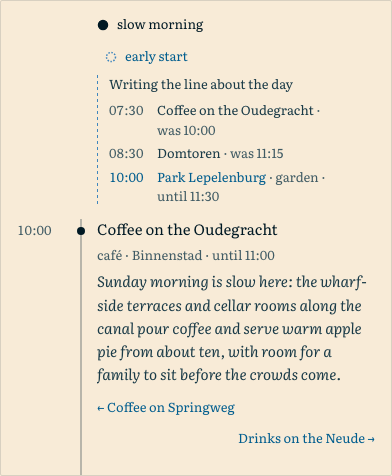 slow morning
early start
Writing the line about the day
07:30 Coffee on the Oudegracht ·
was 10:00
08:30 Domtoren · was 11:15
10:00 Park Lepelenburg · garden ·
until 11:30
10:00 Coffee on the Oudegracht
café · Binnenstad · until 11:00
Sunday morning is slow here: the wharf-
side terraces and cellar rooms along the
canal pour coffee and serve warm apple
pie from about ten, with room for a
family to sit before the crowds come.
← Coffee on Springweg
Drinks on the Neude →